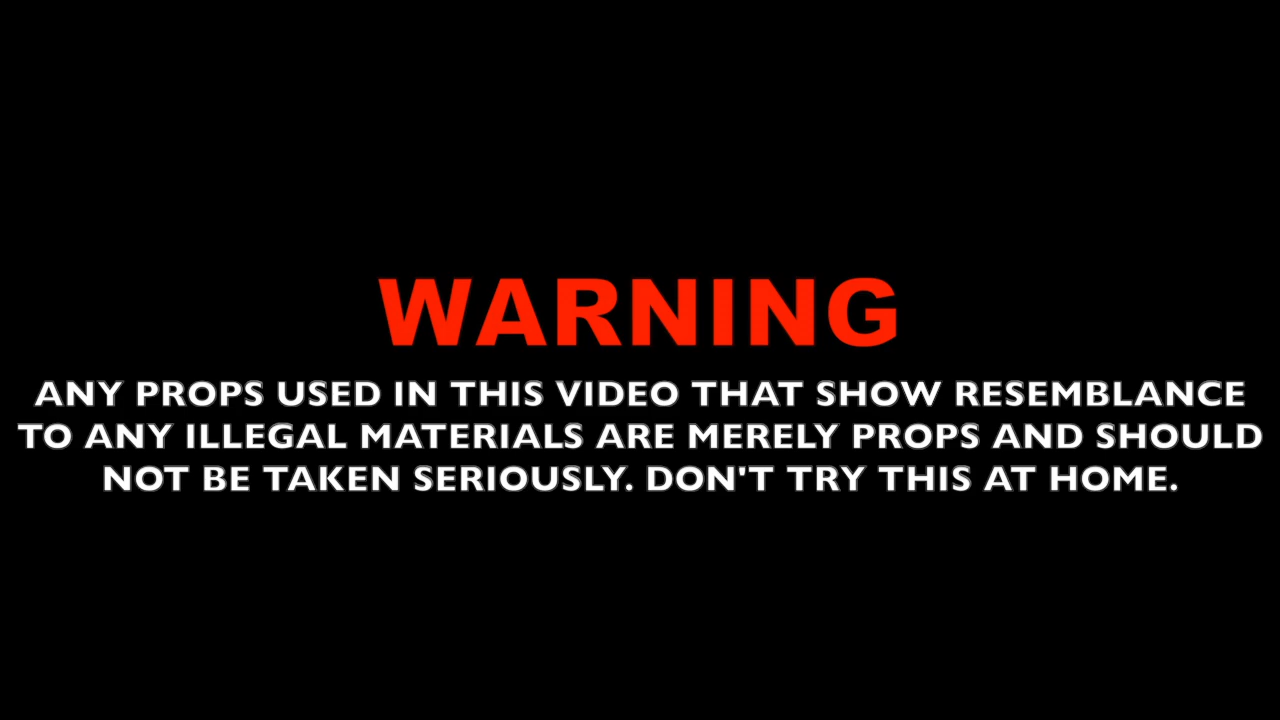 WARNING
ANY PROPS USED IN THIS VIDEO THAT SHOW RESEMBLANCE
TO ANY ILLEGAL MATERIALS ARE MERELY PROPS AND SHOULD
NOT BE TAKEN SERIOUSLY. DON'T TRY THIS AT HOME.